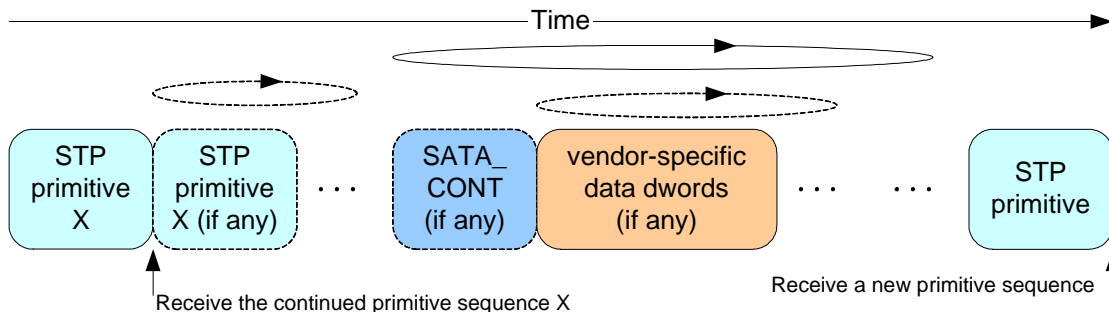 Time
STP
primitive
X
STP
primitive
X (if any)
. . .
SATA_
CONT
(if any)
vendor-specific
data dwords
(if any)
. . .
. . .
STP
primitive
Receive the continued primitive sequence X
Receive a new primitive sequence